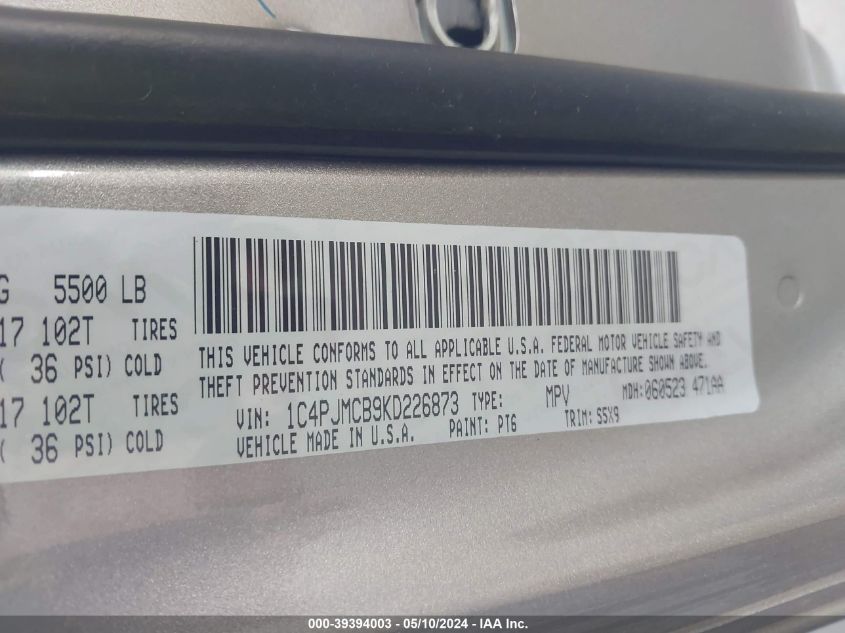 G 5500 LB
17 102T TIRES
( 36 PSI) COLD
17 102T TIRES
( 36 PSI) COLD
THIS VEHICLE CONFORMS TO ALL APPLICABLE U.S.A. FEDERAL MOTOR VEHICLE SAFETY AND
THEFT PREVENTION STANDARDS IN EFFECT ON THE DATE OF MANUFACTURE SHOWN ABOVE.
VIN: 1C4PJMCB9KD226873 TYPE: MPV MDH: 060523 471AA
VEHICLE MADE IN U.S.A. PAINT: PT6 TRIM: S5X9
000-39394003 - 05/10/2024 - IAA Inc.